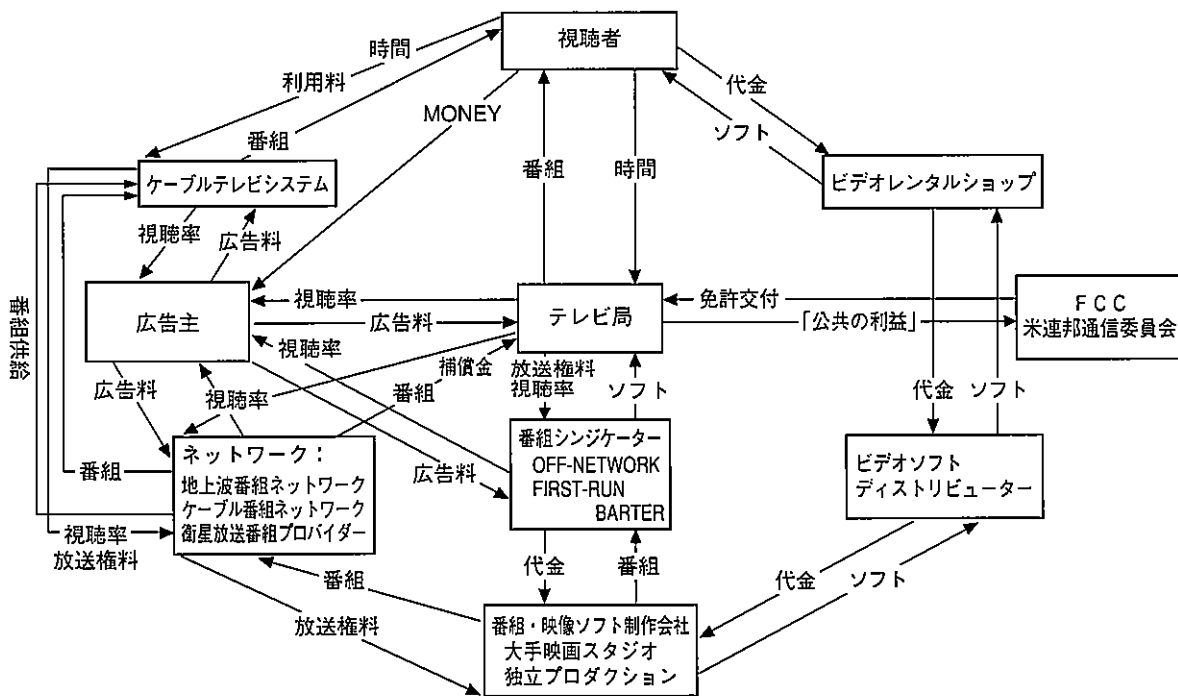 視聴者
時間
利用料
代金
MONEY
ソフト
番組
ケーブルテレビシステム
番組
時間
ビデオレンタルショップ
視聴率
広告料
番組供給
広告主
視聴率
広告料
テレビ局
免許交付
「公共の利益」
FCC
米連邦通信委員会
視聴率
補償金
放送権料
視聴率
ソフト
広告料
視聴率
番組
代金
ソフト
ネットワーク：
地上波番組ネットワーク
ケーブル番組ネットワーク
衛星放送番組プロバイダー
番組
広告料
番組シンジケーター
OFF-NETWORK
FIRST-RUN
BARTER
ビデオソフト
ディストリビューター
視聴率
放送権料
番組
代金
番組
代金
ソフト
放送権料
番組・映像ソフト制作会社
大手映画スタジオ
独立プロダクション